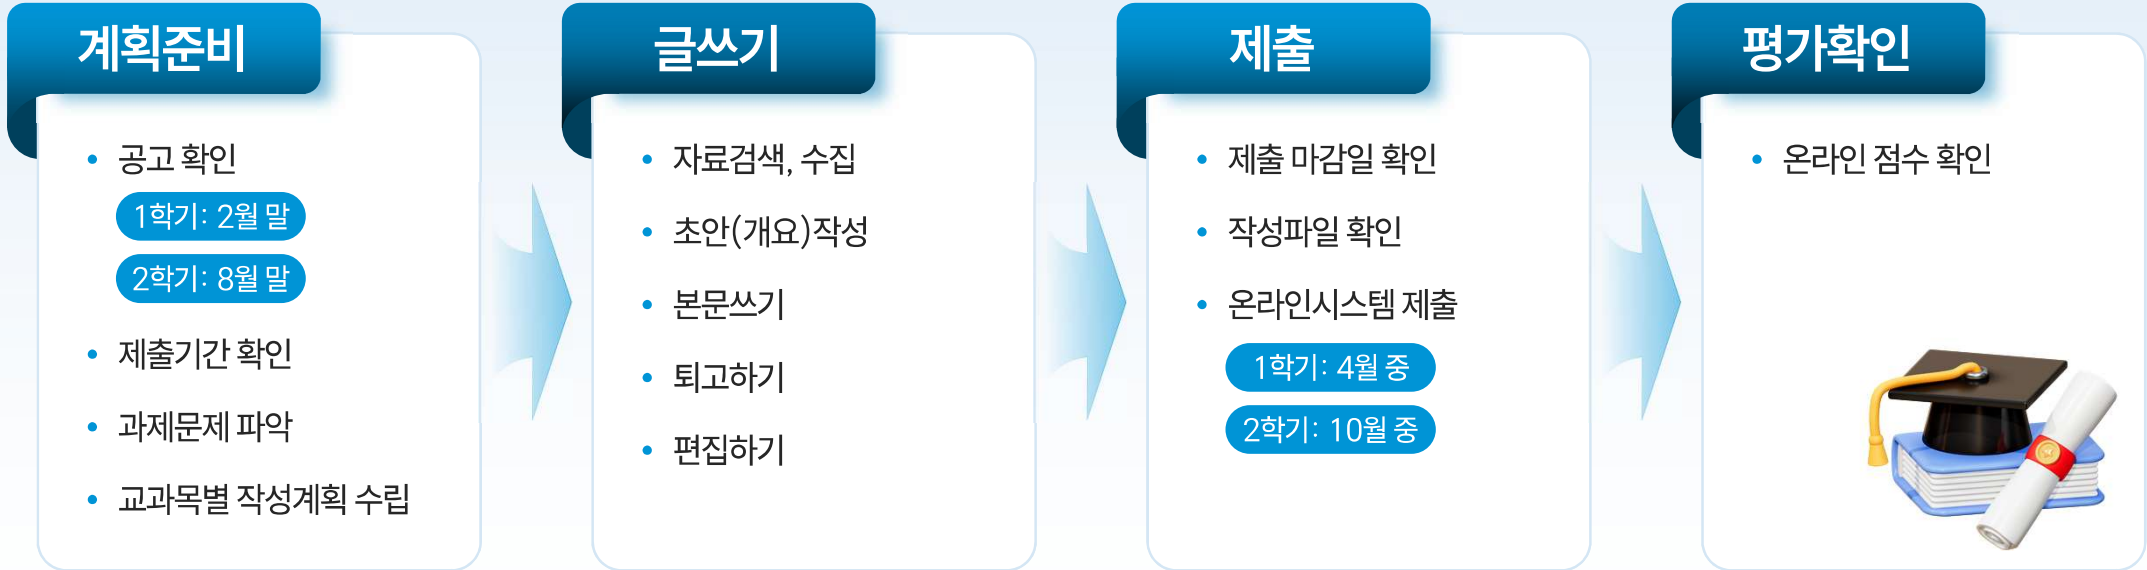 계획준비
• 공고 확인
1학기: 2월 말
2학기: 8월 말
• 제출기간 확인
• 과제문제 파악
• 교과목별 작성계획 수립
글쓰기
• 자료검색, 수집
• 초안(개요)작성
• 본문쓰기
• 퇴고하기
• 편집하기
제출
• 제출 마감일 확인
• 작성파일 확인
• 온라인시스템 제출
1학기: 4월 중
2학기: 10월 중
평가확인
• 온라인 점수 확인